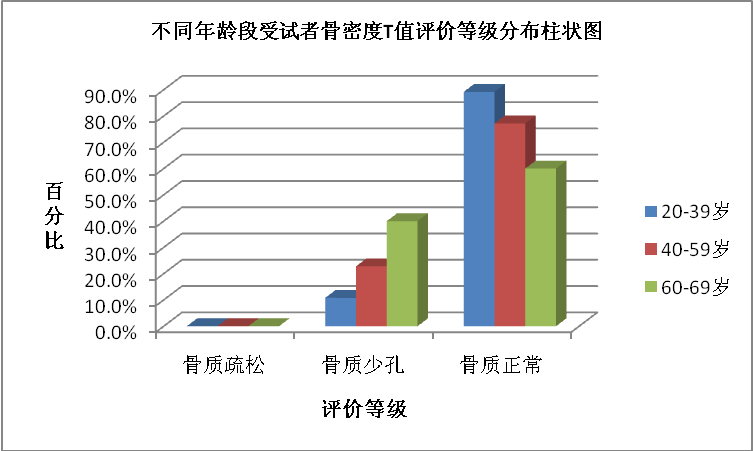 不同年龄段受试者骨密度T值评价等级分布柱状图
90.0%
80.0%
70.0%
60.0%
50.0%
40.0%
30.0%
20.0%
10.0%
0.0%
百分比
骨质疏松 骨质少孔 骨质正常
评价等级
20-39岁
40-59岁
60-69岁